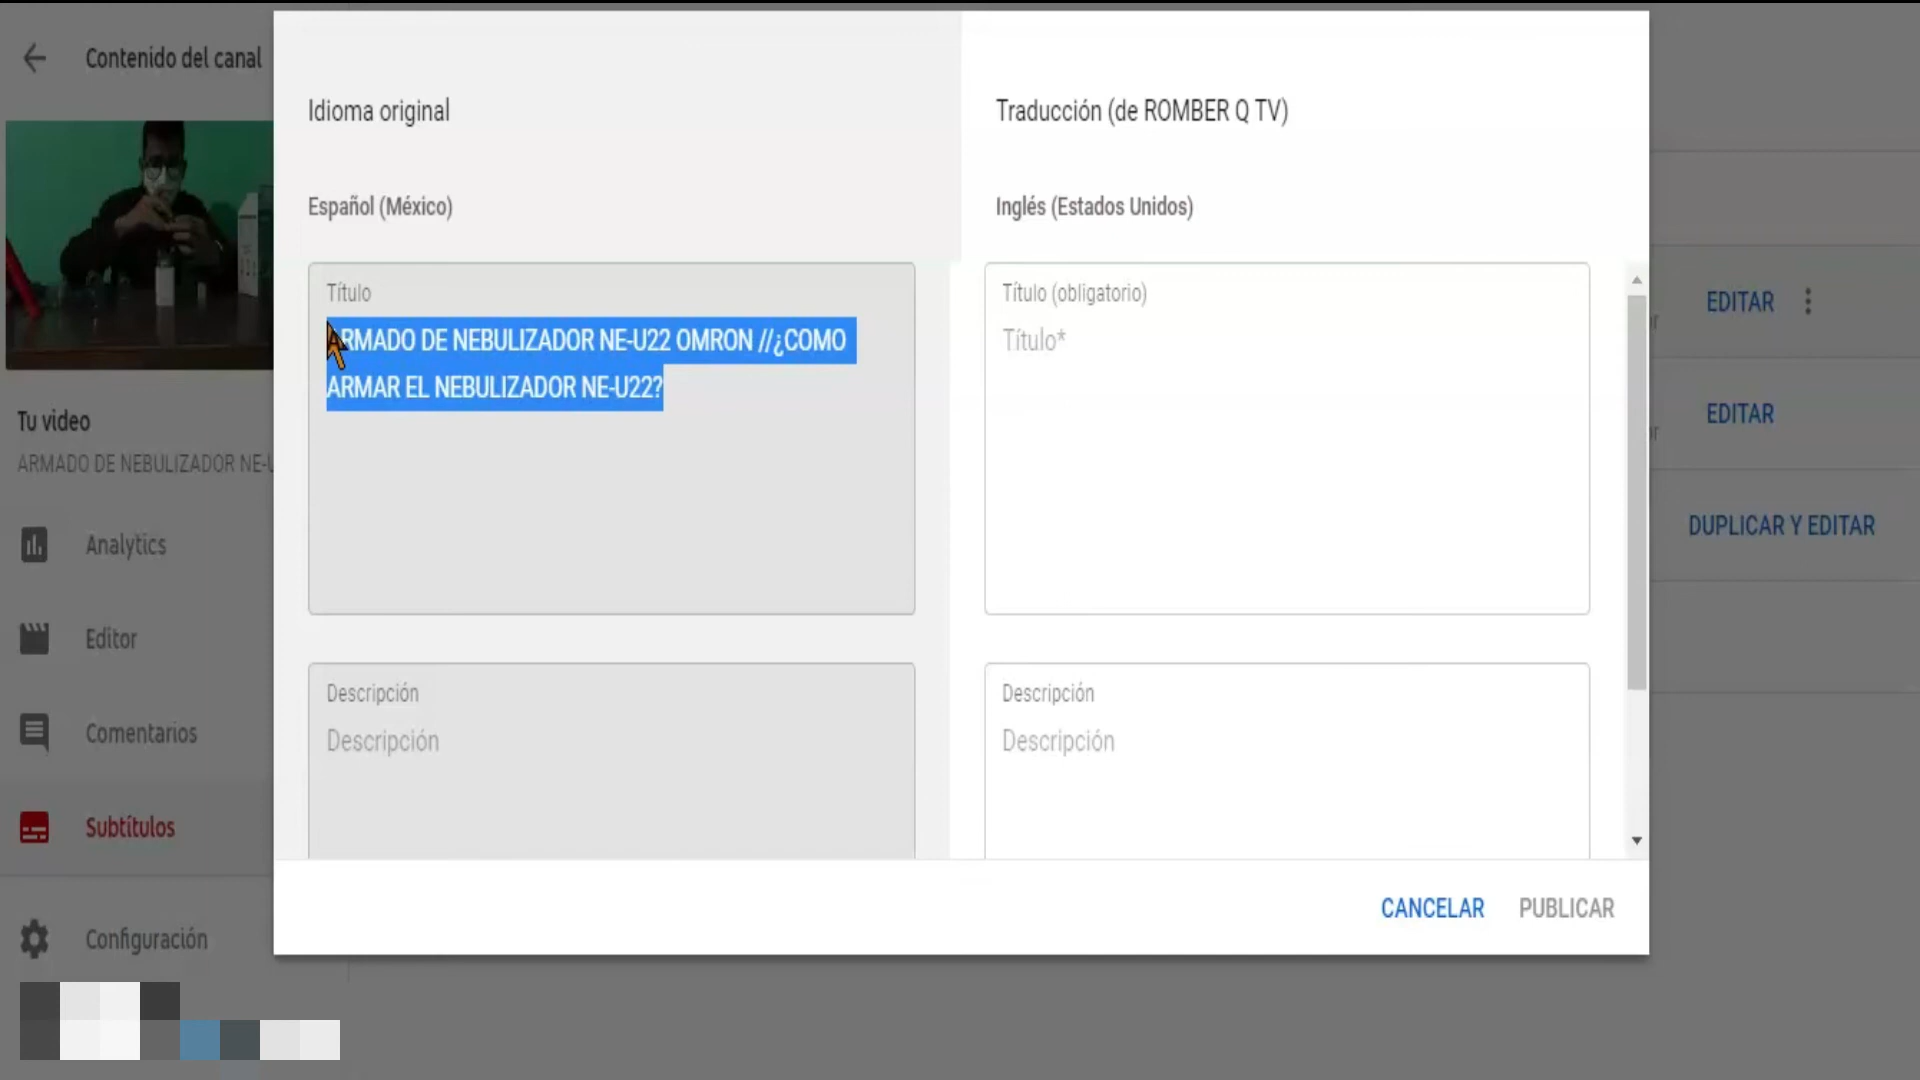 Contenido del canal
Tu video
ARMADO DE NEBULIZADOR NE-U
Analytics
Editor
Comentarios
Subtítulos
Configuración
Idioma original
Español (México)
Título
ARMADO DE NEBULIZADOR NE-U22 OMRON //¿COMO
ARMAR EL NEBULIZADOR NE-U22?
Descripción
Descripción
Traducción (de ROMBER Q TV)
Inglés (Estados Unidos)
Título (obligatorio)
Título*
Descripción
Descripción
CANCELAR
PUBLICAR
EDITAR
EDITAR
DUPLICAR Y EDITAR